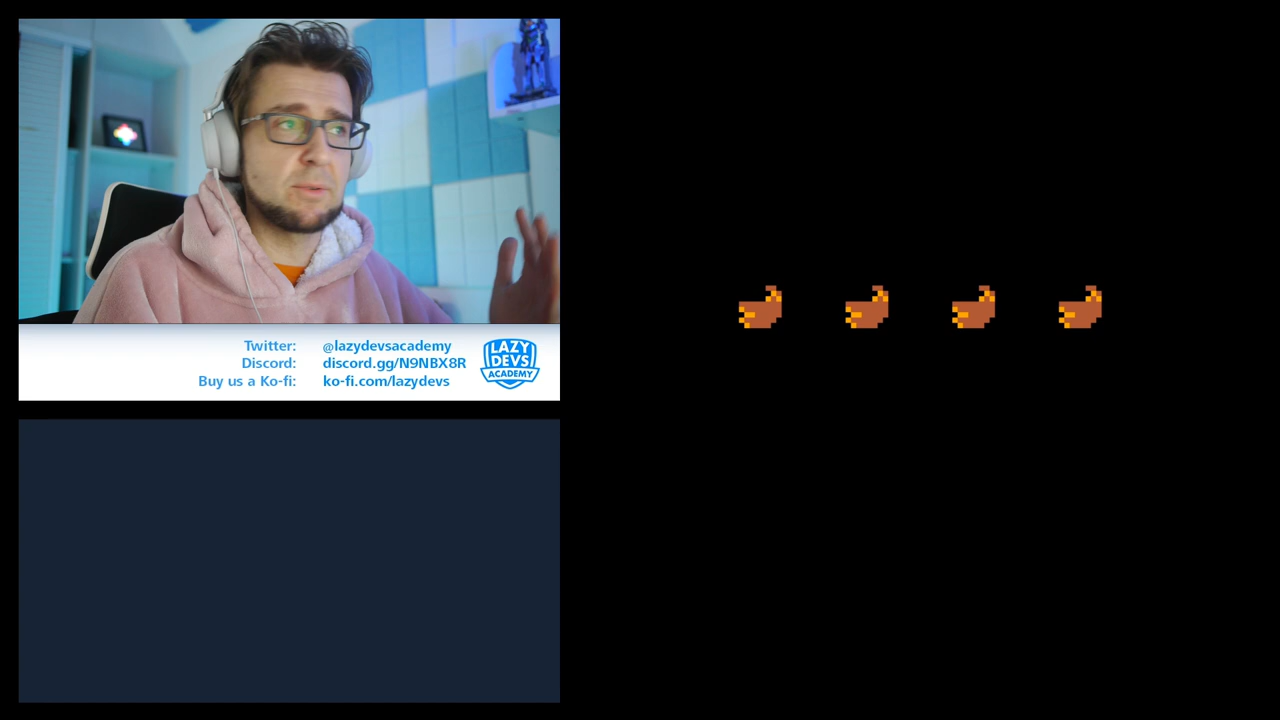 Twitter: @lazydevsacademy
Discord: discord.gg/N9NBX8R
Buy us a Ko-fi: ko-fi.com/lazydevs
LAZY
DEVS
ACADEMY